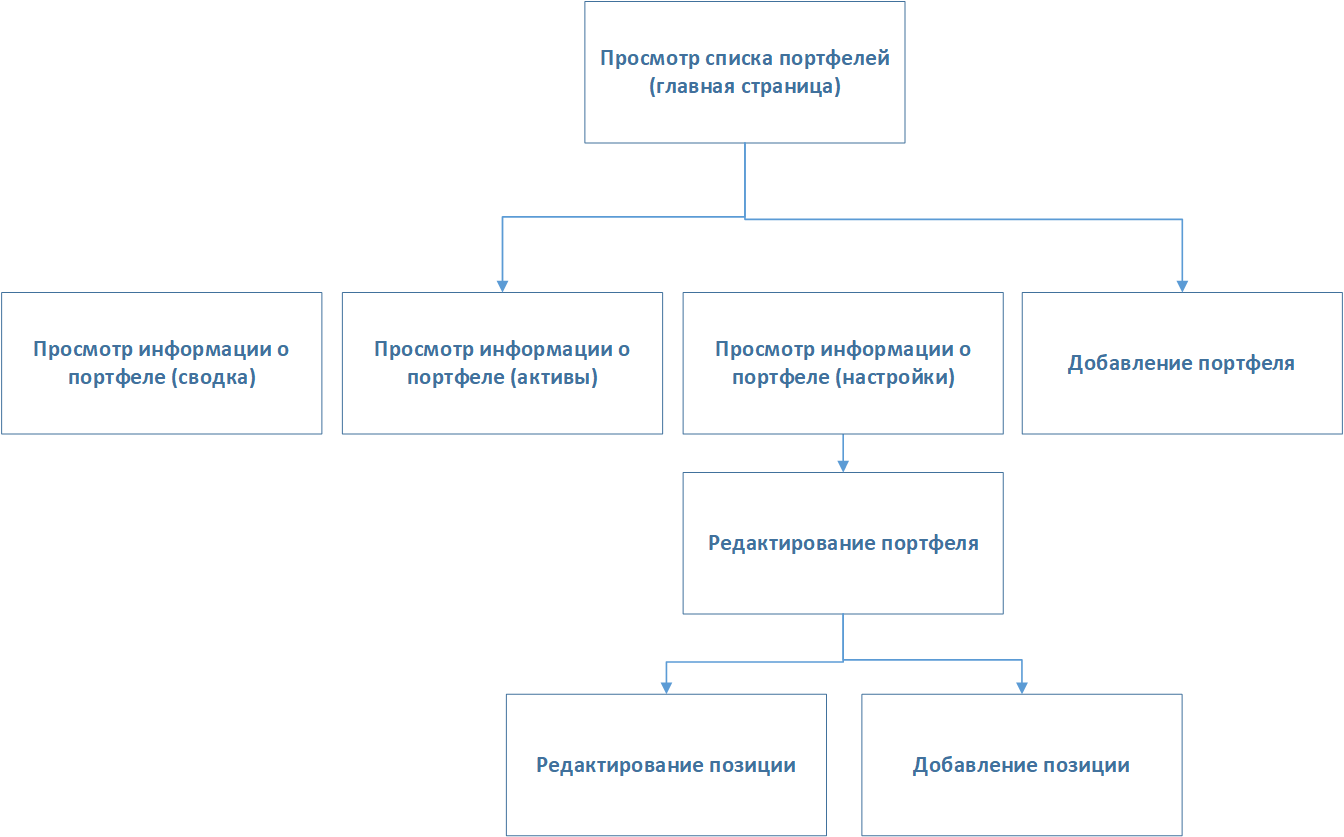 Просмотр списка портфелей
(главная страница)
Просмотр информации о
портфеле (сводка)
Просмотр информации о
портфеле (активы)
Просмотр информации о
портфеле (настройки)
Добавление портфеля
Редактирование портфеля
Редактирование позиции
Добавление позиции